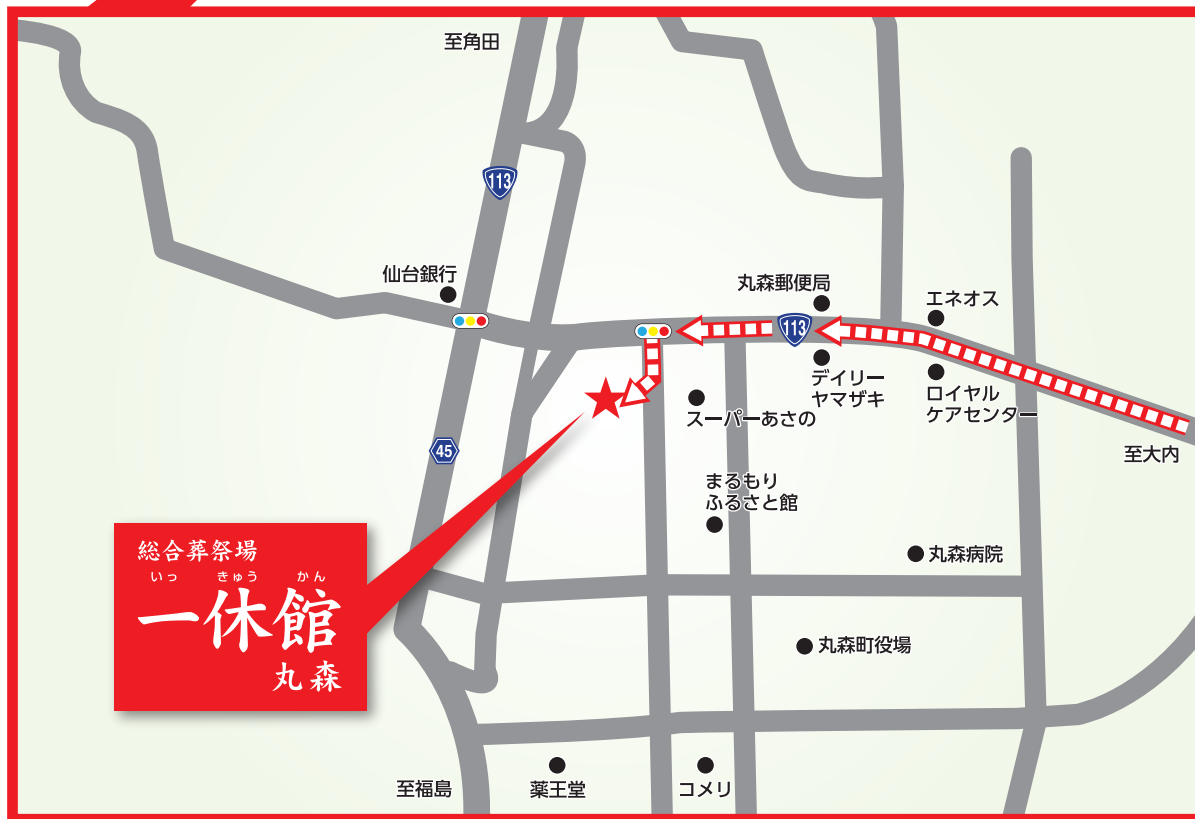 至角田
113
仙台銀行
丸森郵便局
エネオス
113
デイリー
ヤマザキ
ロイヤル
ケアセンター
スーパーあさの
至大内
45
まるもり
ふるさと館
総合葬祭場
いっ きゅう かん
一休館
丸森
丸森病院
丸森町役場
至福島
薬王堂
コメリ